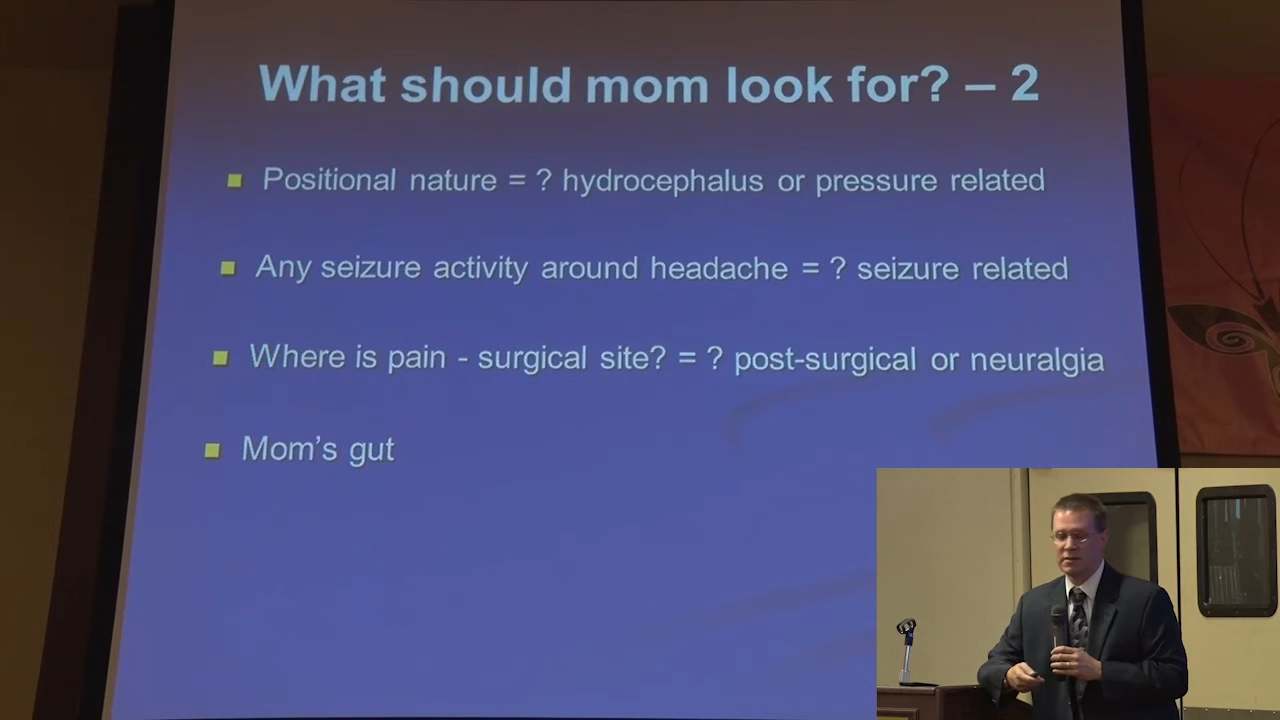 What should mom look for? – 2
Positional nature = ? hydrocephalus or pressure related
Any seizure activity around headache = ? seizure related
Where is pain - surgical site? = ? post-surgical or neuralgia
Mom's gut